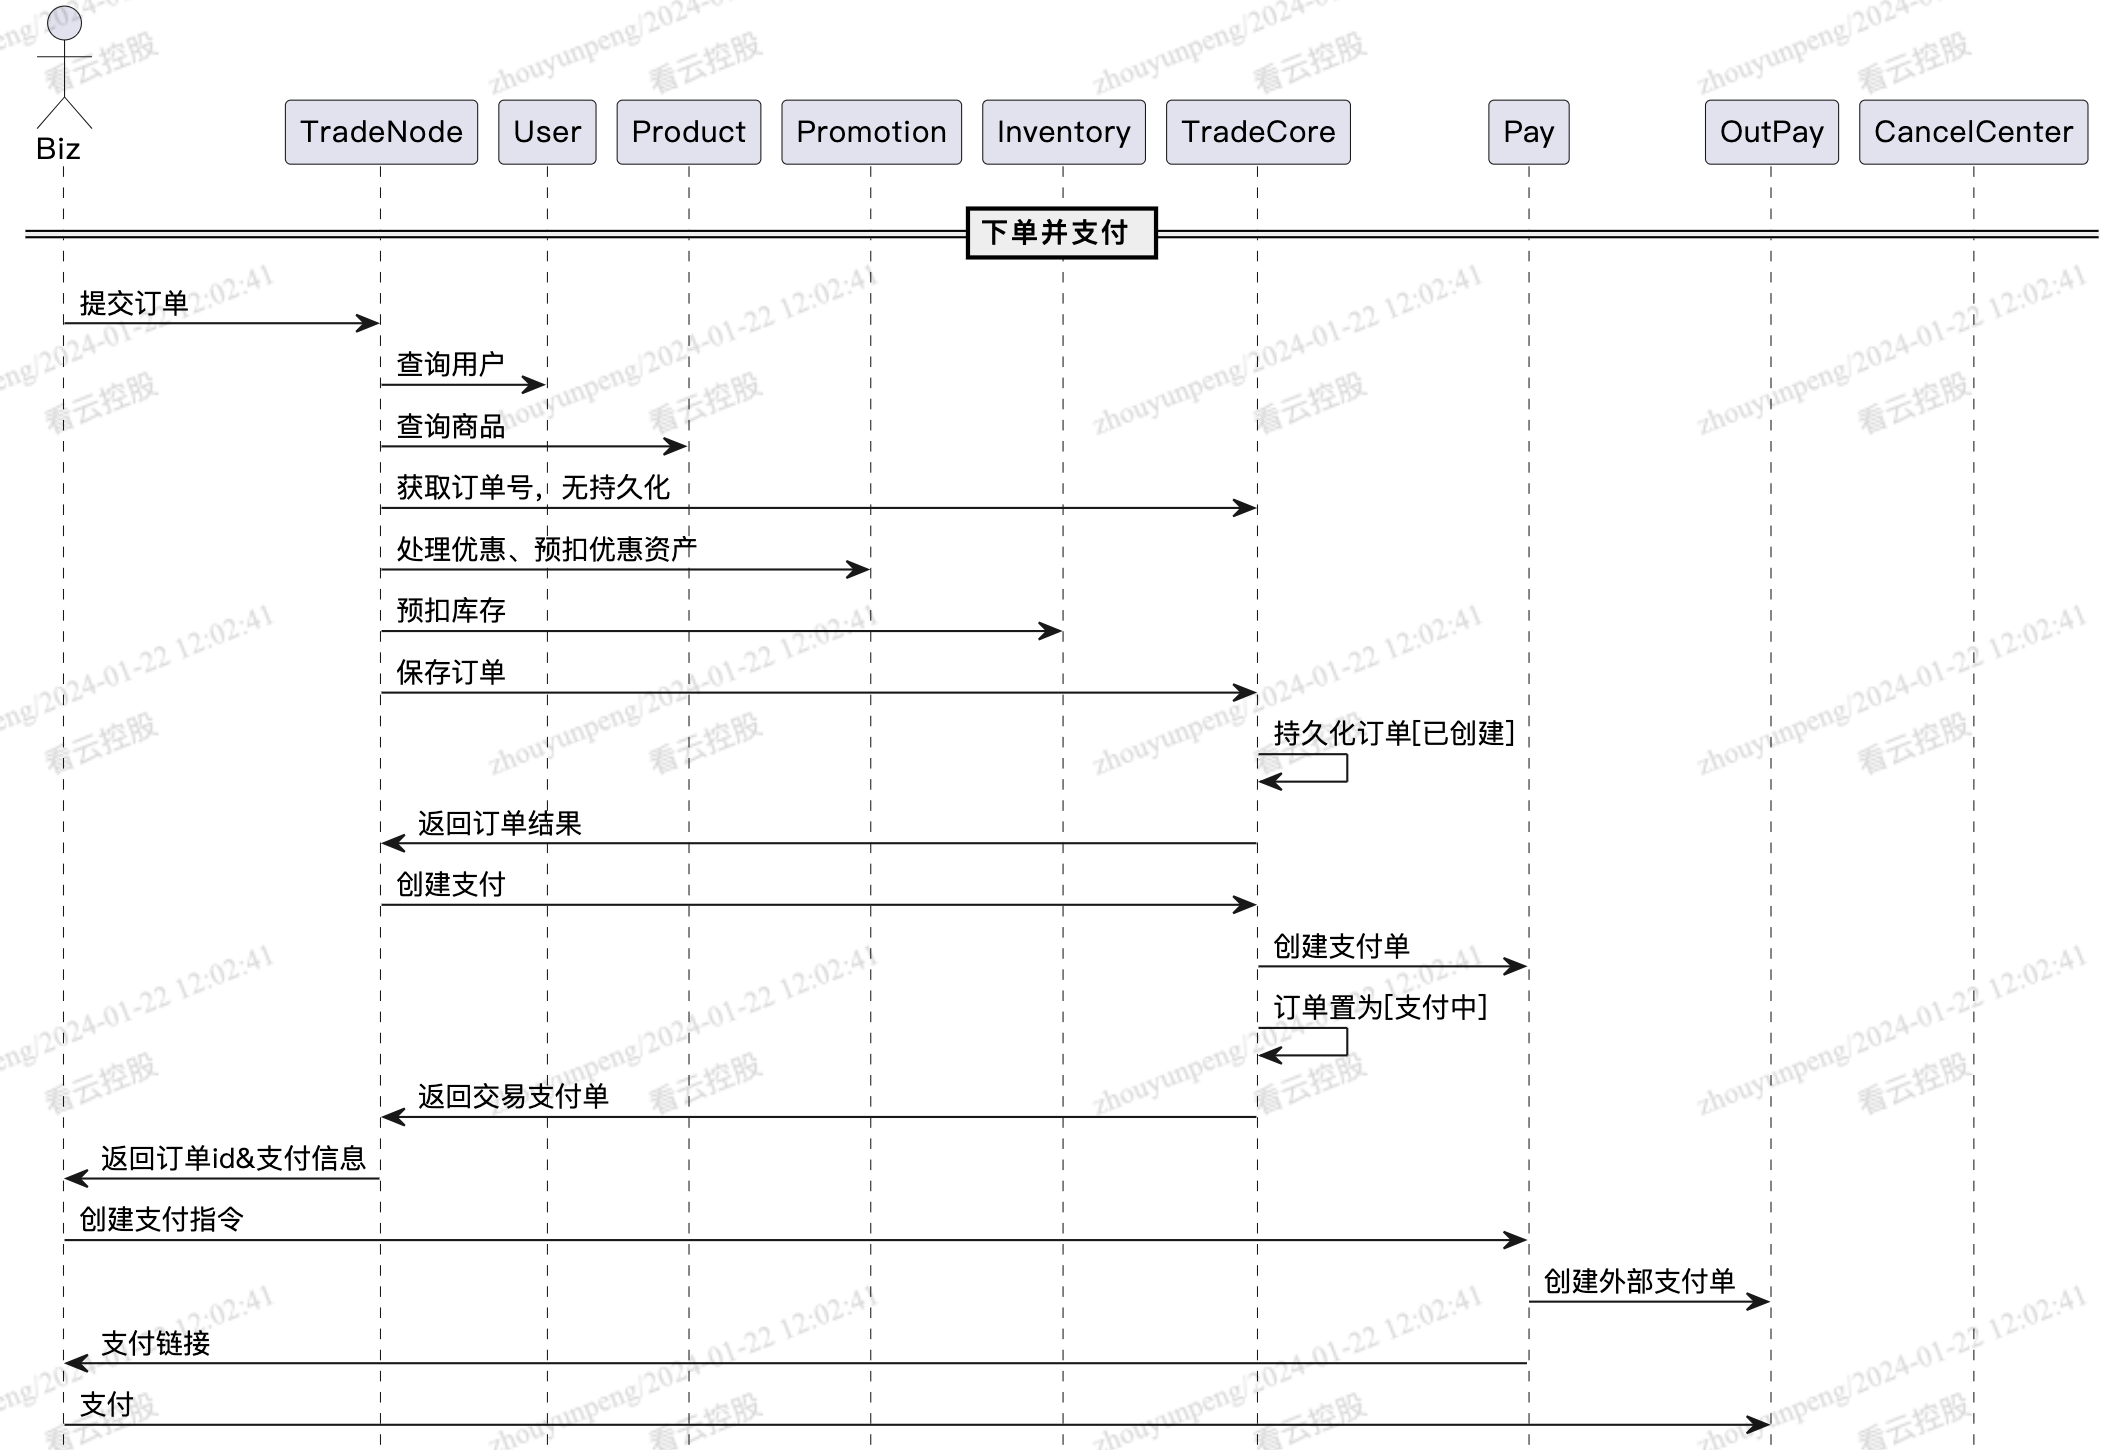 Biz
TradeNode
User
Product
Promotion
Inventory
TradeCore
Pay
OutPay
CancelCenter
下单并支付
提交订单
查询用户
查询商品
获取订单号，无持久化
处理优惠、预扣优惠资产
预扣库存
保存订单
持久化订单[已创建]
返回订单结果
创建支付
创建支付单
订单置为[支付中]
返回交易支付单
返回订单id&支付信息
创建支付指令
创建外部支付单
支付链接
支付
zhouyunpeng/2024-01-22 12:02:41
看云控股